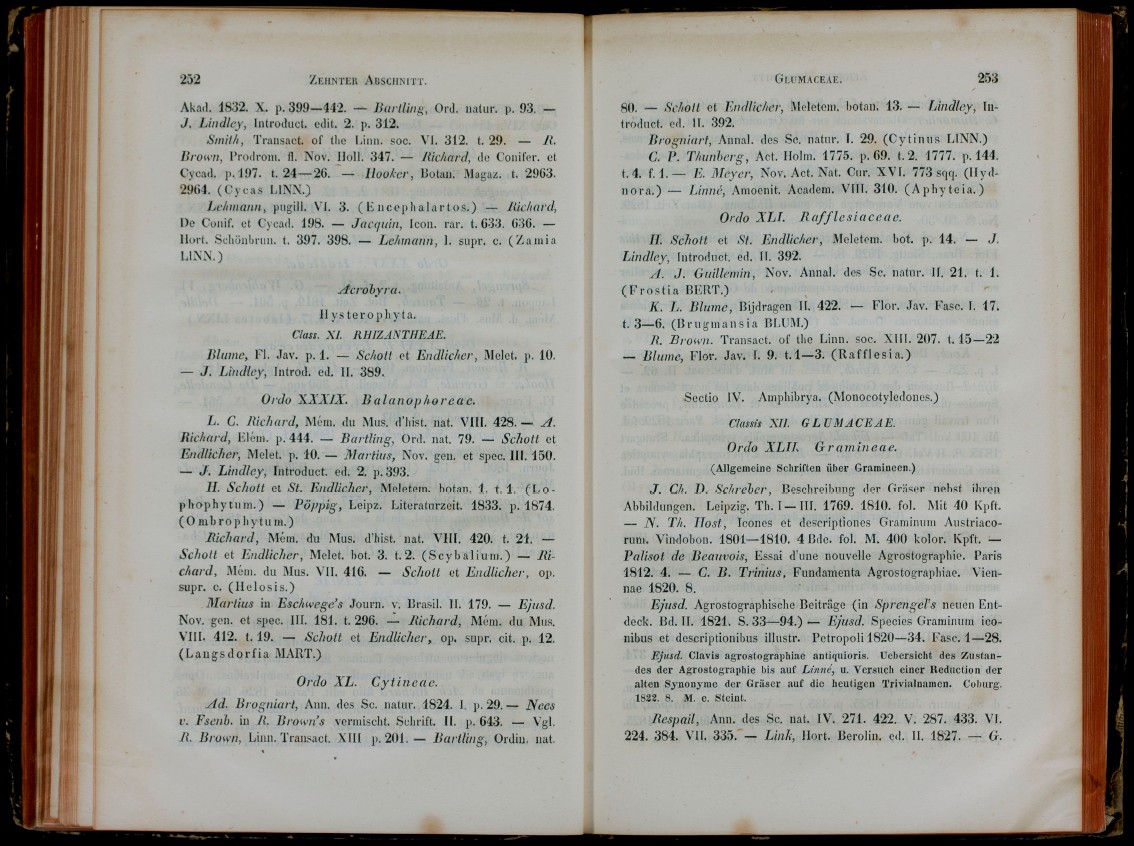 252 ZEHNTER ABSCHNITT.
Akad. 1832. X. p. 399—442. — Bartling, Ord. natur. p. 93. —
J. Lindley, Introduct. edit. 2. p. 312.
Smith, Transact. of the Linn. soc. VI. 312. t. 29. — R.
Brown, Prodrom. fl. Nov. Holl. 347. — Richard, de Conifer. et
Cycad. p. 197. t. 24—26. — Hooker, Botan. Magaz. t. 2963.
2964. (Cycas LINN.)
Lehmann, pugill. VI. 3. (Encephalartos.) — Richard,
De Conif. et Cycad. 198. — Jacquin, Icon. rar. t. 633. 636. —
Hort. Schönbrun. t. 397. 398. — Lehmann, l. supr. c. (Zamia
LINN.)
Acrobyra.
Hysterophyta.
Class. XI. RHIZANTHEAE.
Blume, Fl. Jav. p. 1. — Schott et Endlicher, Melet. p. 10.
— J. Lindley, Introd. ed. II. 389.
Ordo XXXIX. Balanophoreae.
L. C. Richard, Mém. du Mus. d'hist. nat. VIII. 428. — A.
Richard, Elém. p. 444. — Bartling, Ord. nat. 79. — Schott et
Endlicher, Melet. p. 10. — Martius, Nov. gen. et spec. III. 150.
— J. Lindley, Introduct. ed. 2. p. 393.
H. Schott et St. Endlicher, Meletem. botan. 1. t. 1. (Lo-
phophytum.) — Pöppig, Leipz. Literaturzeit. 1833. p. 1874.
(Ombrophytum.)
Richard, Mém. du Mus. d'hist. nat. VIII. 420. t. 21. —
Schott et Endlicher, Melet. bot. 3. t. 2. (Scybalium.) — Ri-
chard, Mém. du Mus. VII. 416. — Schott et Endlicher, op.
supr. c. (Helosis.)
Martius in Eschwege's Journ. v. Brasil. II. 179. — Ejusd.
Nov. gen. et spec. III. 181. t. 296. — Richard, Mém. du Mus.
VIII. 412. t. 19. — Schott et Endlicher, op. supr. cit. p. 12.
(Langsdorfia MART.)
Ordo XL. Cytineae.
Ad. Brogniart, Ann. des Sc. natur. 1824. I. p. 29. — Nees
v. Esenb. in R. Brown's vermischt. Schrift. II. p. 643. — Vgl.
R. Brown, Linn. Transact. XIII p. 201. — Bartling, Ordin. nat.
GLUMACEAE. 253
80. — Schott et Endlicher, Meletem. botan. 13. — Lindley, In-
troduct. ed. II. 392.
Brogniart, Annal. des Sc. natur. I. 29. (Cytinus LINN.)
C. P. Thunberg, Act. Holm. 1775. p. 69. t. 2. 1777. p. 144.
t. 4. f. 1. — E. Meyer, Nov. Act. Nat. Cur. XVI. 773 sqq. (Hyd-
nora.) — Linné, Amoenit. Academ. VIII. 310. (Aphyteia.)
Ordo XLI. Rafflesiaceae.
H. Schott et St. Endlicher, Meletem. bot. p. 14. — J.
Lindley, Introduct. ed. II. 392.
A. J. Guillemin, Nov. Annal. des Sc. natur. II. 21. t. 1.
(Frostia BERT.)
K. L. Blume, Bijdragen II. 422. — Flor. Jav. Fasc. I. 17.
t. 3—6. (Brugmansia BLUM.)
R. Brown. Transact. of the Linn. soc. XIII. 207. t. 15—22
— Blume, Flor. Jav. I. 9. t. 1—3. (Rafflesia.)
Sectio IV. Amphibrya. (Monocotyledones.)
Classis XII. GLUMACEAE.
Ordo XLII. Gramineae.
(Allgemeine Schriften über Gramineen.)
J. Ch. D. Schreber, Beschreibung der Gräser nebst ihren
Abbildungen. Leipzig. Th. I—III. 1769. 1810. fol. Mit 40 Kpft.
— N. Th. Host, Icones et descriptiones Graminum Austriaco-
rum. Vindobon. 1801—1810. 4 Bde. fol. M. 400 kolor. Kpft. —
Palisot de Beauvois, Essai d'une nouvelle Agrostographie. Paris
1812. 4. — C. B. Trinius, Fundamenta Agrostographiae. Vien-
nae 1820. 8.
Ejusd. Agrostographische Beiträge (in Sprengel's neuen Ent-
deck. Bd. II. 1821. S. 33—94.) — Ejusd. Species Graminum ico-
nibus et descriptionibus illustr. Petropoli 1820—34. Fasc. 1—28.
Ejusd. Clavis agrostographiae antiquioris. Uebersicht des Zustan-
des der Agrostographie bis auf Linné, u. Versuch einer Reduction der
alten Synonyme der Gräser auf die heutigen Trivialnamen. Coburg.
1822. 8. M. e. Steint.
Respail, Ann. des Sc. nat. IV. 271. 422. V. 287. 433. VI.
224. 384. VII. 335. — Link, Hort. Berolin. ed. II. 1827. — G.